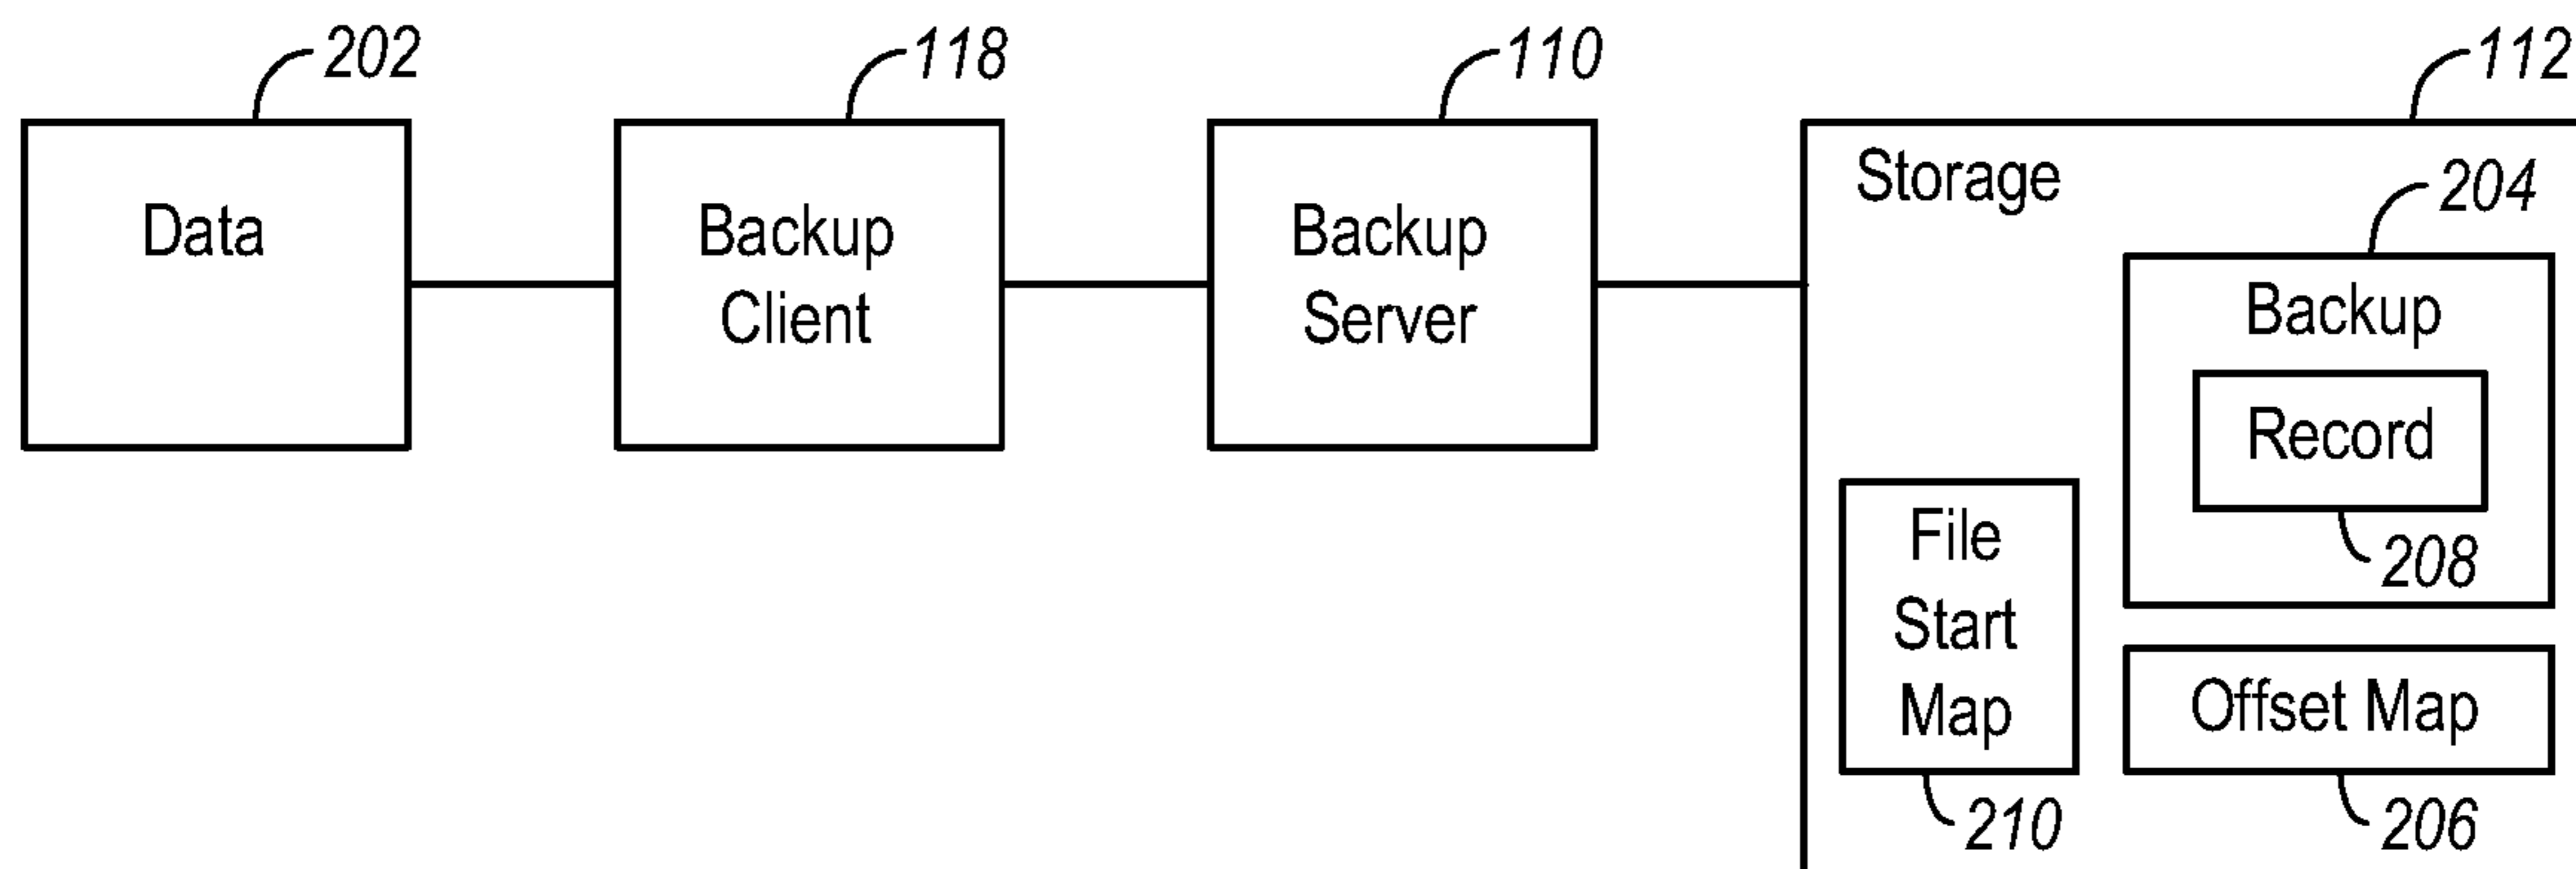 202
118
110
112
Data
Backup
Client
Backup
Server
Storage
204
Backup
Record
208
File
Start
Map
210
Offset Map
206